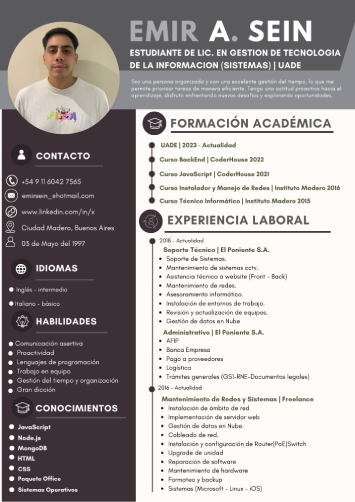 EMIR A. SEIN
ESTUDIANTE DE LIC. EN GESTION DE TECNOLOGIA
DE LA INFORMACION (SISTEMAS) | UADE
Soy una persona organizada y con una excelente gestión del tiempo, lo que me
permite priorizar tareas de manera eficiente. Tengo una actitud proactiva hacia el
aprendizaje, disfruto enfrentando nuevos desafíos y explorando oportunidades.
CONTACTO
+54 9 11 6042 7565
emirsein_@hotmail.com
www.linkedin.com/in/x
Ciudad Madero, Buenos Aires
03 de Mayo del 1997
IDIOMAS
Inglés - intermedio
Italiano - básico
HABILIDADES
Comunicación asertiva
Proactividad
Lenguajes de programación
Trabajo en equipo
Gestión del tiempo y organización
Gran dicción
CONOCIMIENTOS
JavaScript
Node.js
MongoDB
HTML
CSS
Paquete Office
Sistemas Operativos
FORMACIÓN ACADÉMICA
UADE | 2023 - Actualidad
Curso BackEnd | CoderHouse 2022
Curso JavaScript | CoderHouse 2021
Curso Instalador y Manejo de Redes | Instituto Madero 2016
Curso Técnico Informático | Instituto Madero 2015
EXPERIENCIA LABORAL
2018 - Actualidad
Soporte Técnico | El Poniente S.A.
Soporte de Sistemas.
Mantenimiento de sistemas cctv.
Asistencia técnica a website (Front - Back)
Mantenimiento de redes.
Asesoramiento informático.
Instalación de entornos de trabajo.
Revisión y actualización de equipos.
Gestión de datos en Nube
Administrativo | El Poniente S.A.
AFIP
Banca Empresa
Pago a proveedores
Logística
Trámites generales (GS1-RNE-Documentos legales)
2016 - Actualidad
Mantenimiento de Redes y Sistemas | Freelance
Instalación de ámbito de red
Implementación de servidor web
Gestión de datos en Nube.
Cableado de red.
Instalación y configuración de Router|PoE|Switch
Upgrade de unidad
Reparación de software
Mantenimiento de hardware
Formateo y backup
Sistemas (Microsoft - Linux - iOS)